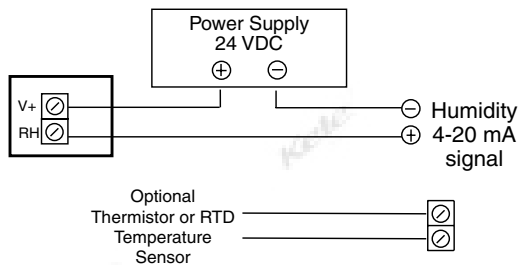 Power Supply
24 VDC
+ −
V+
RH
− Humidity
+ 4-20 mA
signal
Optional
Thermistor or RTD
Temperature
Sensor